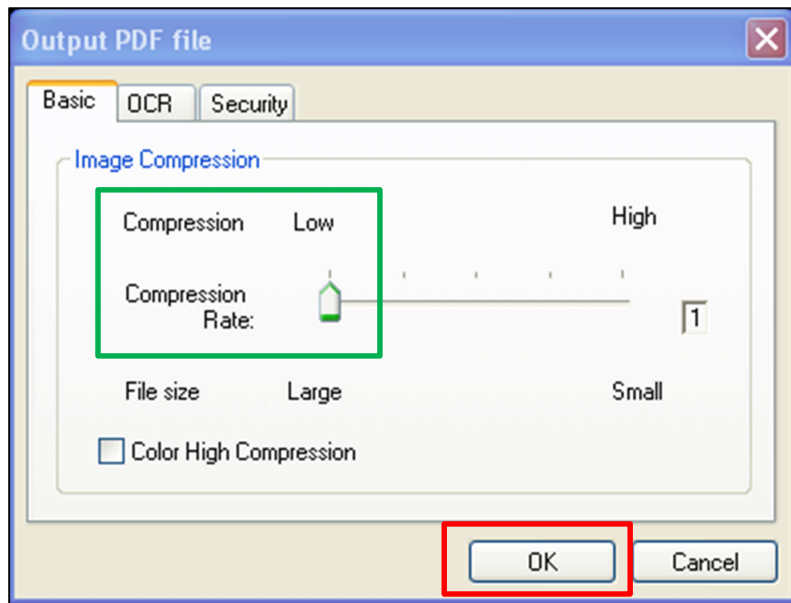 Output PDF file
Basic OCR Security
Image Compression
Compression Low High
Compression
Rate:
1
File size Large Small
Color High Compression
OK Cancel